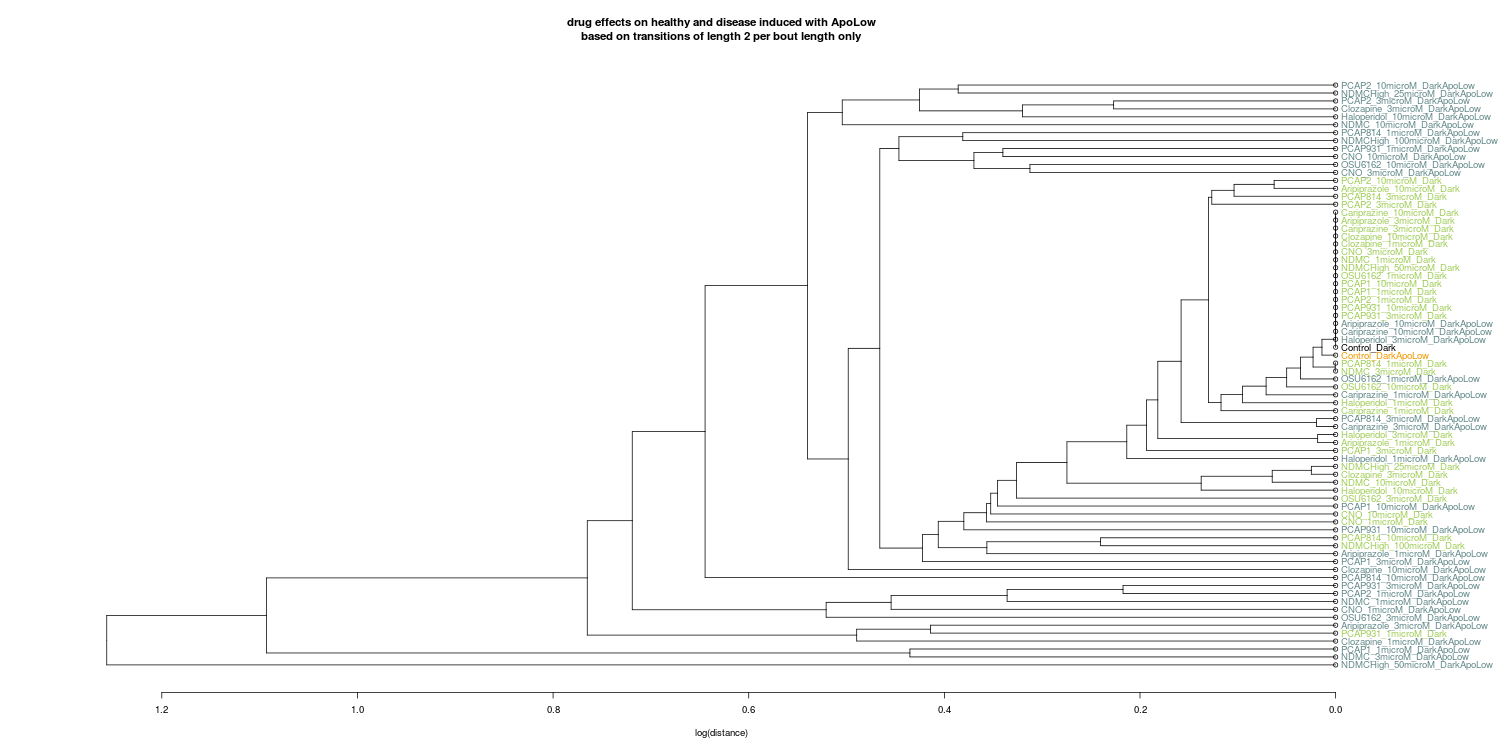 drug effects on healthy and disease induced with ApoLow
based on transitions of length 2 per bout length only
PCAP2_10microM_DarkApoLow
NDMCHigh_25microM_DarkApoLow
PCAP2_3microM_DarkApoLow
Clozapine_3microM_DarkApoLow
Haloperidol_10microM_DarkApoLow
NDMC_10microM_DarkApoLow
PCAP814_1microM_DarkApoLow
NDMCHigh_100microM_DarkApoLow
PCAP931_1microM_DarkApoLow
CNO_10microM_DarkApoLow
OSU6162_10microM_DarkApoLow
CNO_3microM_DarkApoLow
PCAP2_10microM_Dark
Aripiprazole_10microM_Dark
PCAP814_3microM_Dark
PCAP2_3microM_Dark
Cariprazine_10microM_Dark
Aripiprazole_3microM_Dark
Cariprazine_3microM_Dark
Clozapine_10microM_Dark
Clozapine_1microM_Dark
CNO_3microM_Dark
NDMC_1microM_Dark
NDMCHigh_50microM_Dark
OSU6162_1microM_Dark
PCAP1_10microM_Dark
PCAP1_1microM_Dark
PCAP2_1microM_Dark
PCAP931_10microM_Dark
PCAP931_3microM_Dark
Aripiprazole_10microM_DarkApoLow
Cariprazine_10microM_DarkApoLow
Haloperidol_3microM_DarkApoLow
Control_Dark
Control_DarkApoLow
PCAP814_1microM_Dark
NDMC_3microM_Dark
OSU6162_1microM_DarkApoLow
OSU6162_10microM_Dark
Cariprazine_1microM_DarkApoLow
Haloperidol_1microM_Dark
Cariprazine_1microM_Dark
PCAP814_3microM_DarkApoLow
Cariprazine_3microM_DarkApoLow
Haloperidol_3microM_Dark
Aripiprazole_1microM_Dark
PCAP1_3microM_Dark
Haloperidol_1microM_DarkApoLow
NDMCHigh_25microM_Dark
Clozapine_3microM_Dark
NDMC_10microM_Dark
Haloperidol_10microM_Dark
OSU6162_3microM_Dark
PCAP1_10microM_DarkApoLow
CNO_10microM_Dark
CNO_1microM_Dark
PCAP931_10microM_DarkApoLow
PCAP814_10microM_Dark
NDMCHigh_100microM_Dark
Aripiprazole_1microM_DarkApoLow
PCAP1_3microM_DarkApoLow
Clozapine_10microM_DarkApoLow
PCAP814_10microM_DarkApoLow
PCAP931_3microM_DarkApoLow
PCAP2_1microM_DarkApoLow
NDMC_1microM_DarkApoLow
CNO_1microM_DarkApoLow
OSU6162_3microM_DarkApoLow
Aripiprazole_3microM_DarkApoLow
PCAP931_1microM_Dark
Clozapine_1microM_DarkApoLow
PCAP1_1microM_DarkApoLow
NDMC_3microM_DarkApoLow
NDMCHigh_50microM_DarkApoLow
1.2 1.0 0.8 0.6 0.4 0.2 0.0
log(distance)